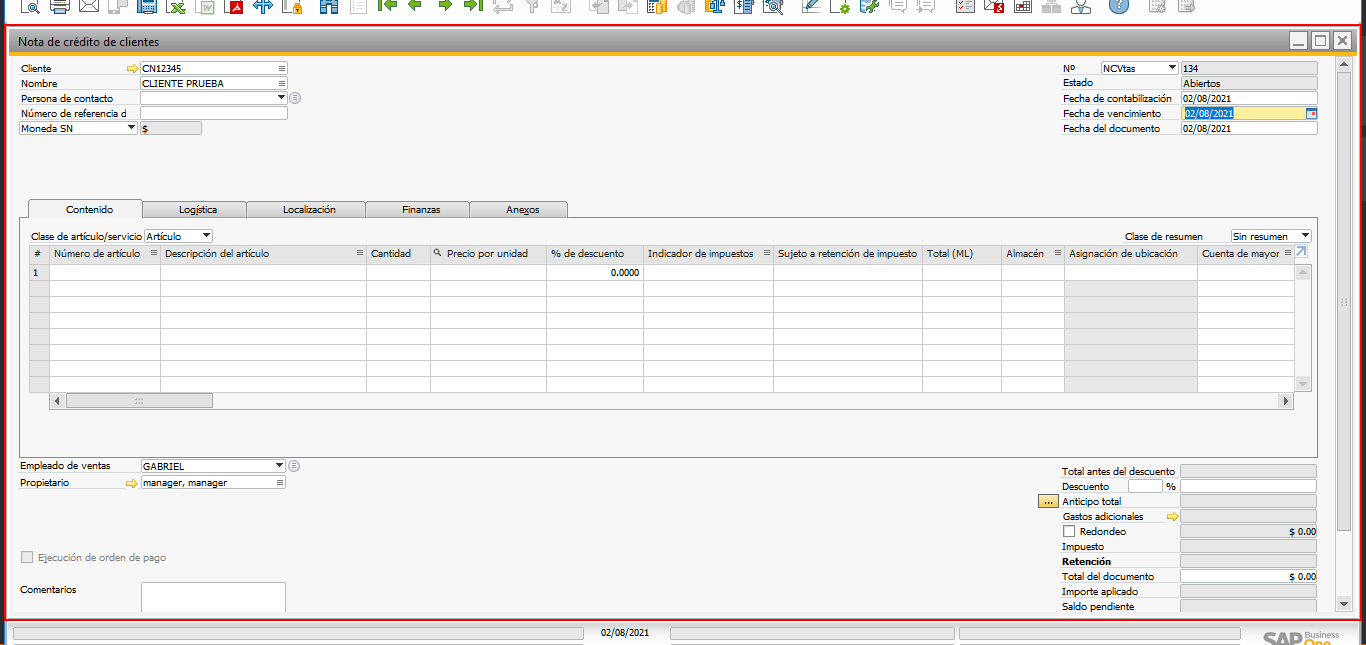 Nota de crédito de clientes
Cliente CN12345
Nombre CLIENTE PRUEBA
Persona de contacto
Número de referencia d
Moneda SN $
Nº NCVtas 134
Estado Abiertos
Fecha de contabilización 02/08/2021
Fecha de vencimiento 02/08/2021
Fecha del documento 02/08/2021
Contenido Logística Localización Finanzas Anexos
Clase de artículo/servicio Artículo Clase de resumen Sin resumen
# Número de artículo Descripción del artículo Cantidad Precio por unidad % de descuento Indicador de impuestos Sujeto a retención de impuesto Total (ML) Almacén Asignación de ubicación Cuenta de mayor
1 0.0000
Empleado de ventas GABRIEL
Propietario manager, manager
Ejecución de orden de pago
Comentarios
Total antes del descuento
Descuento %
... Anticipo total
Gastos adicionales
Redondeo $ 0.00
Impuesto
Retención
Total del documento $ 0.00
Importe aplicado
Saldo pendiente
02/08/2021
SAP Business One